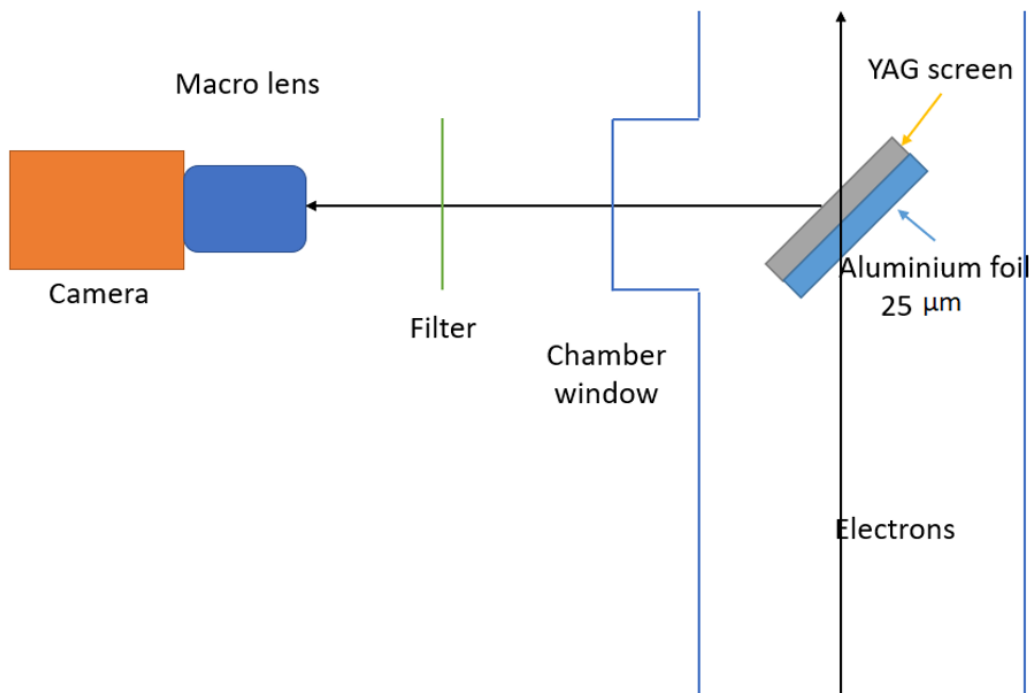 YAG screen
Macro lens
Aluminium foil
25 μm
Camera
Filter
Chamber
window
Electrons